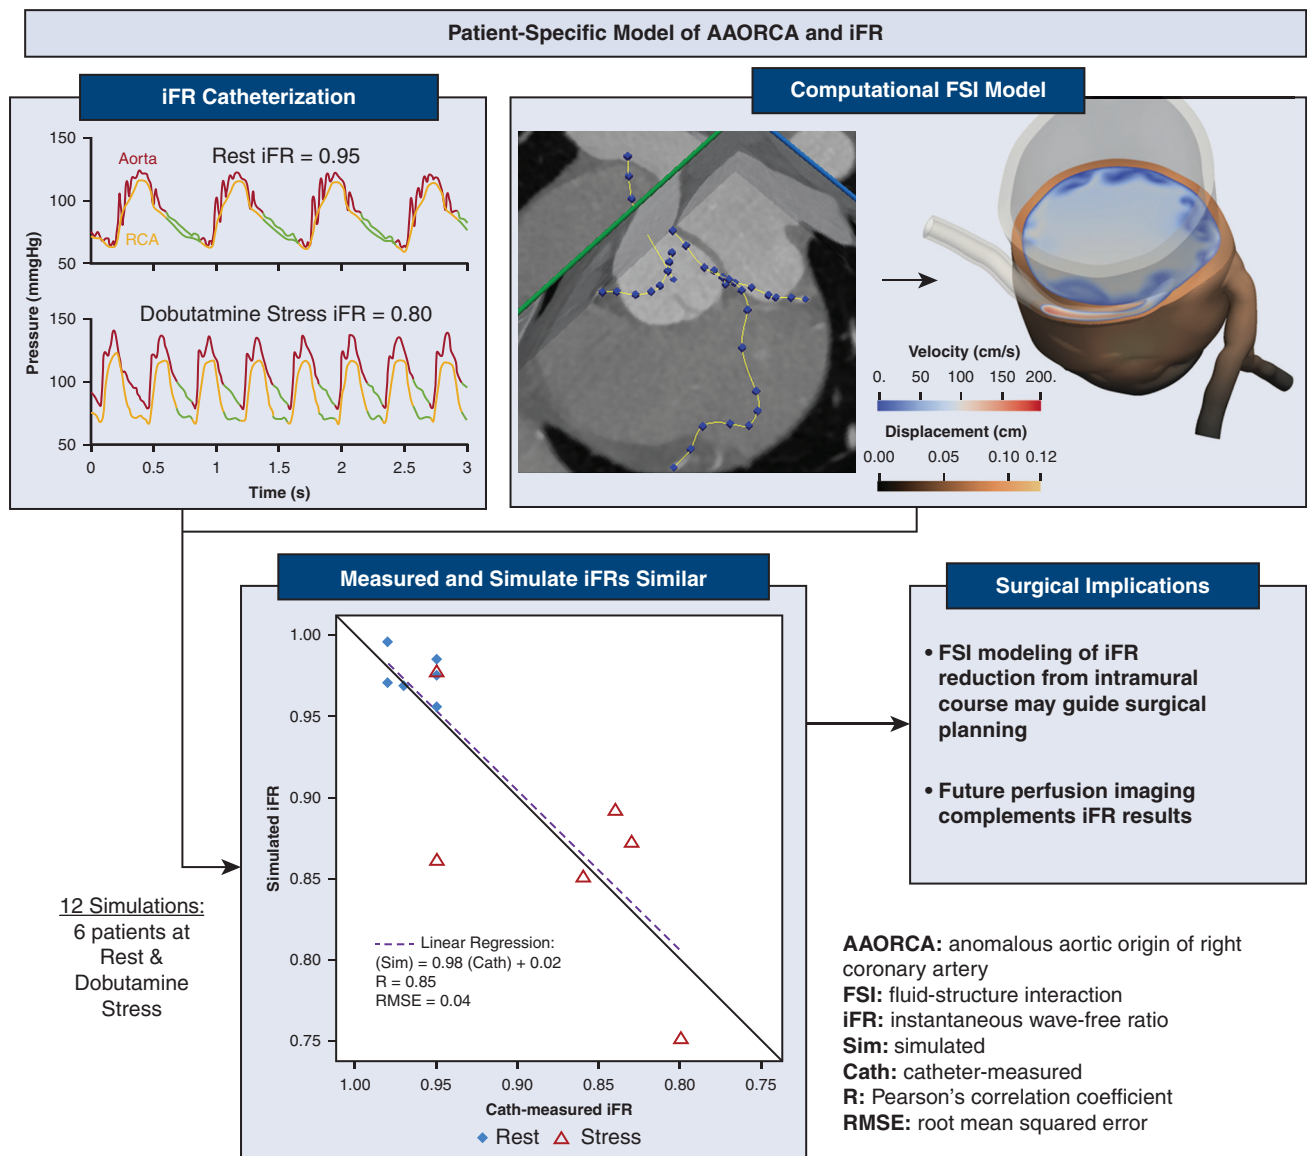 Patient-Specific Model of AAORCA and iFR
iFR Catheterization
Pressure (mmHg)
150
100
50
Aorta
Rest iFR = 0.95
RCA
150
100
50
Dobutatmine Stress iFR = 0.80
0 0.5 1 1.5 2 2.5 3
Time (s)
Computational FSI Model
Velocity (cm/s)
0. 50 100 150 200.
Displacement (cm)
0.00 0.05 0.10 0.12
12 Simulations:
6 patients at
Rest &
Dobutamine
Stress
Measured and Simulate iFRs Similar
Simulated iFR
1.00
0.95
0.90
0.85
0.80
0.75
Linear Regression:
(Sim) = 0.98 (Cath) + 0.02
R = 0.85
RMSE = 0.04
1.00 0.95 0.90 0.85 0.80 0.75
Cath-measured iFR
Rest Stress
Surgical Implications
• FSI modeling of iFR
reduction from intramural
course may guide surgical
planning
• Future perfusion imaging
complements iFR results
AAORCA: anomalous aortic origin of right
coronary artery
FSI: fluid-structure interaction
iFR: instantaneous wave-free ratio
Sim: simulated
Cath: catheter-measured
R: Pearson's correlation coefficient
RMSE: root mean squared error